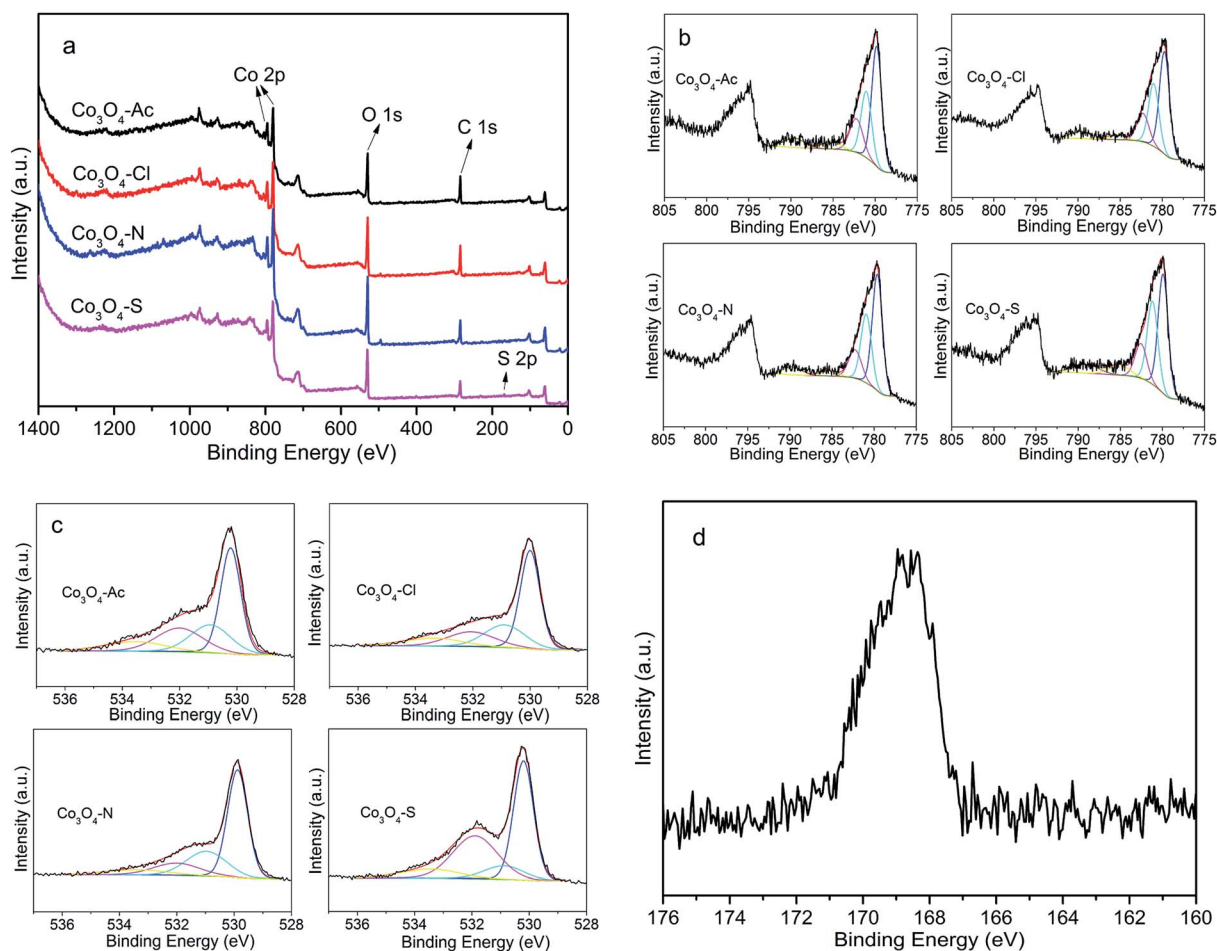 a
Co 2p
Co₃O₄-Ac
O 1s
C 1s
Co₃O₄-Cl
Co₃O₄-N
Co₃O₄-S
S 2p
Intensity (a.u.)
1400 1200 1000 800 600 400 200 0
Binding Energy (eV)
b
Co₃O₄-Ac
Intensity (a.u.)
805 800 795 790 785 780 775
Binding Energy (eV)
Co₃O₄-Cl
Intensity (a.u.)
805 800 795 790 785 780 775
Binding Energy (eV)
Co₃O₄-N
Intensity (a.u.)
805 800 795 790 785 780 775
Binding Energy (eV)
Co₃O₄-S
Intensity (a.u.)
805 800 795 790 785 780 775
Binding Energy (eV)
c
Co₃O₄-Ac
Intensity (a.u.)
536 534 532 530 528
Binding Energy (eV)
Co₃O₄-Cl
Intensity (a.u.)
536 534 532 530 528
Binding Energy (eV)
Co₃O₄-N
Intensity (a.u.)
536 534 532 530 528
Binding Energy (eV)
Co₃O₄-S
Intensity (a.u.)
536 534 532 530 528
Binding Energy (eV)
d
Intensity (a.u.)
176 174 172 170 168 166 164 162 160
Binding Energy (eV)